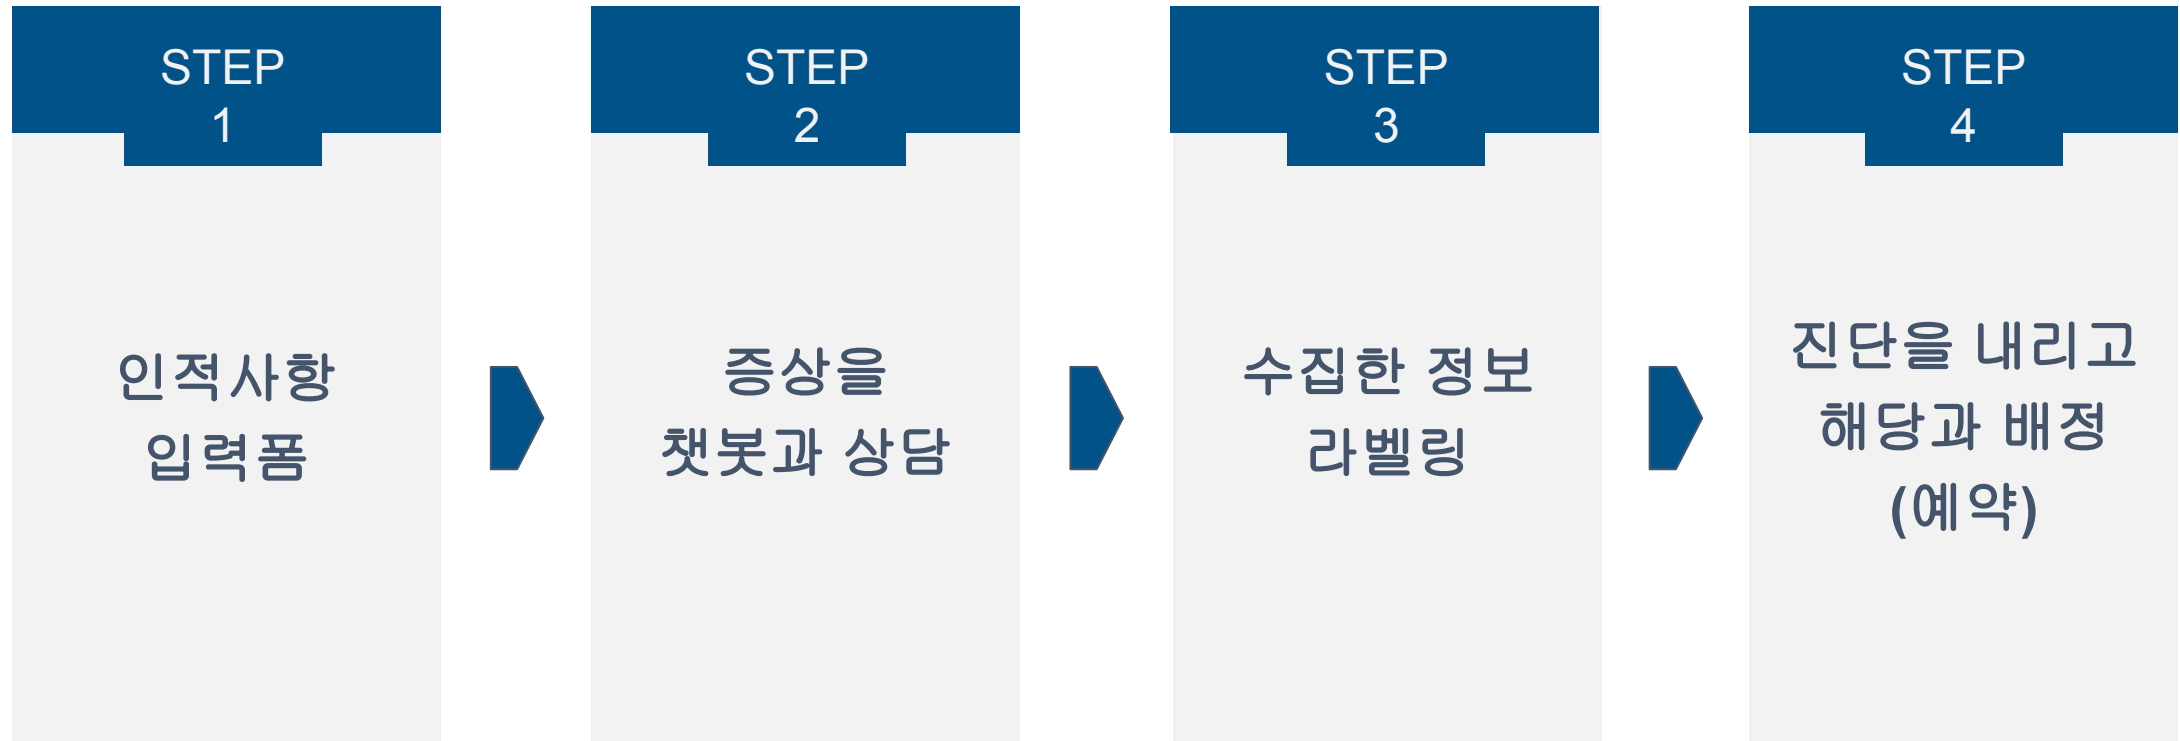 STEP
1
인적사항
입력폼
STEP
2
증상을
챗봇과 상담
STEP
3
수집한 정보
라벨링
STEP
4
진단을 내리고
해당과 배정
(예약)